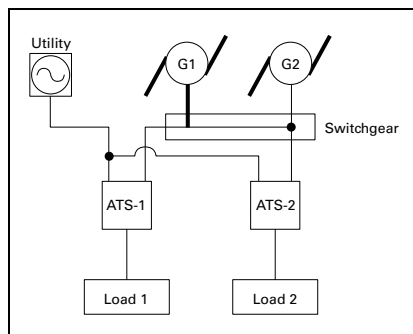 Utility
G1
G2
Switchgear
ATS-1
ATS-2
Load 1
Load 2